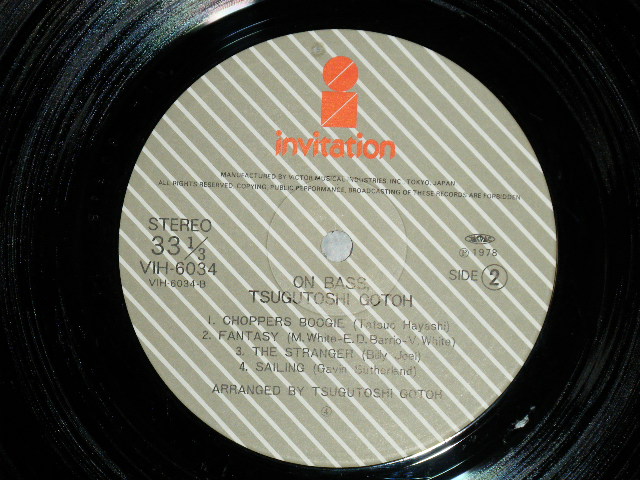 invitation
MANUFACTURED BY VICTOR MUSICAL INDUSTRIES, INC., TOKYO, JAPAN
ALL RIGHTS RESERVED. COPYING, PUBLIC PERFORMANCE, BROADCASTING OF THESE RECORDS ARE FORBIDDEN
STEREO
33 1/3
VIH-6034
VIH-6034-B
Ⓟ 1978
SIDE 2
ON BASS,
TSUGUTOSHI GOTOH
1. CHOPPERS BOOGIE (Tatsuo Hayashi)
2. FANTASY (M. White-E. D. Barrio-V. White)
3. THE STRANGER (Billy Joel)
4. SAILING (Gavin Sutherland)
ARRANGED BY TSUGUTOSHI GOTOH
④